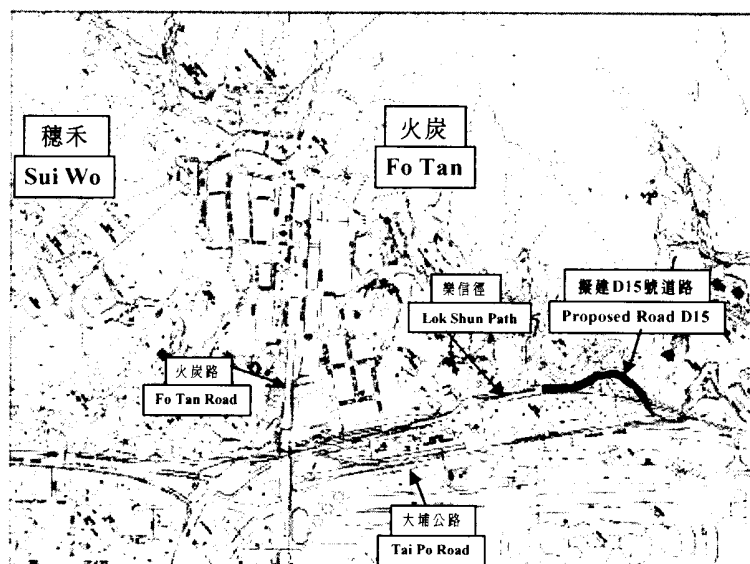 穗禾
Sui Wo
火炭
Fo Tan
樂信徑
Lok Shun Path
擬建D15號道路
Proposed Road D15
火炭路
Fo Tan Road
大埔公路
Tai Po Road